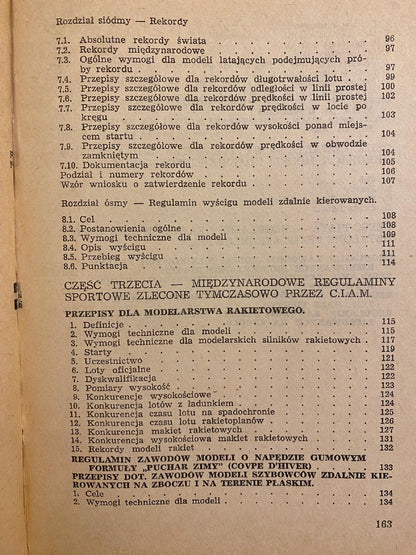 Rozdział siódmy — Rekordy
7.1. Absolutne rekordy świata . . . . . . . . 96
7.2. Rekordy międzynarodowe . . . . . . . . 97
7.3. Ogólne wymogi dla modeli latających podejmujących pró-
by rekordu . . . . . . . . 97
7.4. Przepisy szczegółowe dla rekordów długotrwałości lotu . . 99
7.5. Przepisy szczegółowe dla rekordów odległości w linii prostej 100
7.6. Przepisy szczegółowe dla rekordów prędkości w linii prostej 102
7.7. Przepisy szczegółowe dla rekordów prędkości w locie po
kręgu . . . . . . . . 103
7.8. Przepisy szczegółowe dla rekordów wysokości ponad miejs-
cem startu . . . . . . . . 104
7.9. Przepisy szczegółowe dla rekordów prędkości w obwodzie
zamkniętym . . . . . . . . 104
7.10. Dokumentacja rekordu . . . . . . . . 105
Podział i numery rekordów . . . . . . . . 106
Wzór wniosku o zatwierdzenie rekordu . . . . . . . . 107
Rozdział ósmy — Regulamin wyścigu modeli zdalnie kierowanych.
8.1. Cel . . . . . . . . 108
8.2. Postanowienia ogólne . . . . . . . . 108
8.3. Wymogi techniczne dla modeli . . . . . . . . 109
8.4. Opis wyścigu . . . . . . . . 111
8.5. Przebieg wyścigu . . . . . . . . 111
8.6. Punktacja . . . . . . . . 114
CZĘŚĆ TRZECIA — MIĘDZYNARODOWE REGULAMINY
SPORTOWE ZLECONE TYMCZASOWO PRZEZ C.I.A.M.
PRZEPISY DLA MODELARSTWA RAKIETOWEGO.
1. Definicje . . . . . . . . 115
2. Wymogi techniczne dla modeli . . . . . . . . 115
3. Wymogi techniczne dla modelarskich silników rakietowych . 117
4. Starty . . . . . . . . 119
5. Uczestnictwo . . . . . . . . 121
6. Loty oficjalne . . . . . . . . 122
7. Dyskwalifikacja . . . . . . . . 122
8. Pomiary wysokość . . . . . . . . 123
9. Konkurencje wysokościowe . . . . . . . . 124
10. Konkurencja lotów z ładunkiem . . . . . . . . 124
11. Konkurencja czasu lotu na spadochronie . . . . . . . . 125
12. Konkurencja czasu lotu rakietoplanów . . . . . . . . 126
13. Konkurencja makiet rakietowych . . . . . . . . 127
14. Konkurencja wysokościowa makiet rakietowych . . . . 131
15. Rekordy modeli rakiet . . . . . . . . 132
REGULAMIN ZAWODÓW MODELI O NAPĘDZIE GUMOWYM
FORMUŁY „PUCHAR ZIMY” (COVPE D'HIVER) . . . . 133
PRZEPISY DOT. ZAWODÓW MODELI SZYBOWCÓW ZDALNIE KIE-
ROWANYCH NA ZBOCZU I NA TERENIE PŁASKIM.
1. Cele . . . . . . . . 134
2. Wymogi techniczne dla modeli . . . . . . . . 134
163